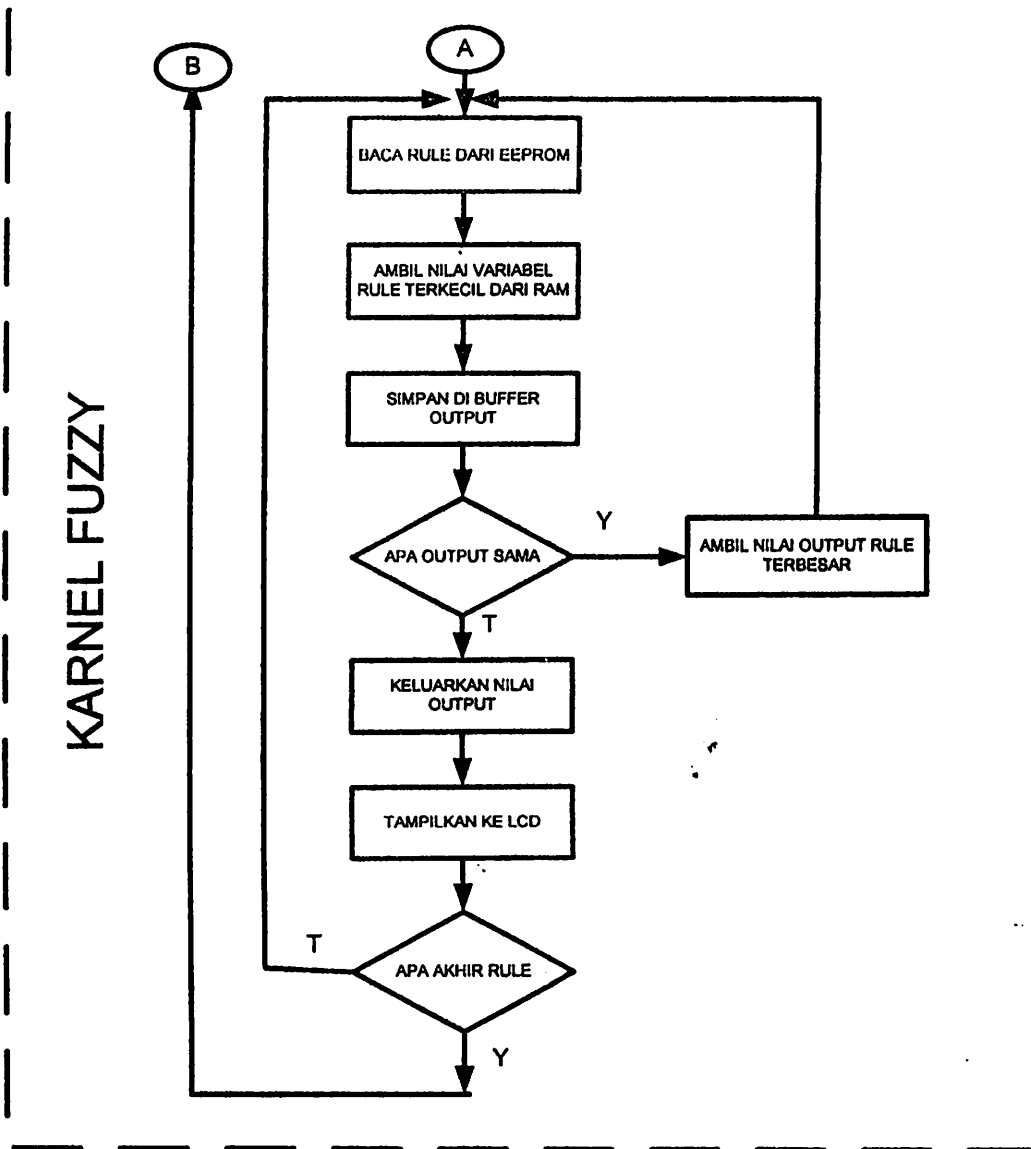 A
B
BACA RULE DARI EEPROM
AMBIL NILAI VARIABEL
RULE TERKECIL DARI RAM
SIMPAN DI BUFFER
OUTPUT
APA OUTPUT SAMA
Y
AMBIL NILAI OUTPUT RULE
TERBESAR
T
KELUARKAN NILAI
OUTPUT
TAMPILKAN KE LCD
APA AKHIR RULE
T
Y
KARNEL FUZZY